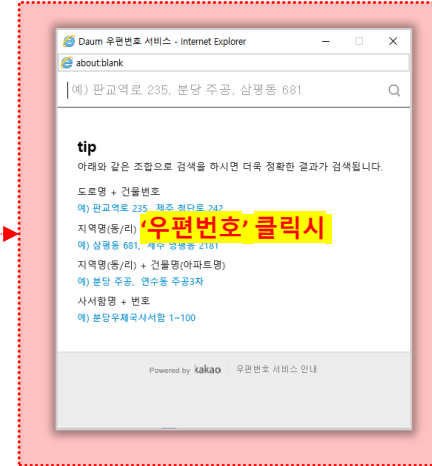 Daum 우편번호 서비스 - Internet Explorer
about:blank
예) 판교역로 235, 분당 주공, 삼평동 681
tip
아래와 같은 조합으로 검색을 하시면 더욱 정확한 결과가 검색됩니다.
도로명 + 건물번호
예) 판교역로 235, 제주 첨단로 242
지역명(동/리)
'우편번호' 클릭시
예) 삼평동 681, 제주 영평동 2181
지역명(동/리) + 건물명(아파트명)
예) 분당 주공, 연수동 주공3차
사서함명 + 번호
예) 분당우체국사서함 1~100
Powered by kakao 우편번호 서비스 안내